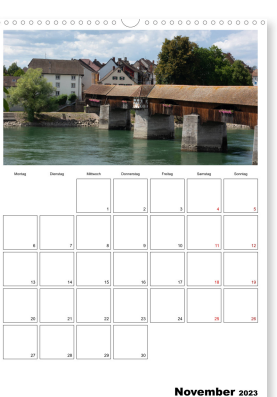 Montag Dienstag Mittwoch Donnerstag Freitag Samstag Sonntag
1 2 3 4 5
6 7 8 9 10 11 12
13 14 15 16 17 18 19
20 21 22 23 24 25 26
27 28 29 30
November 2023